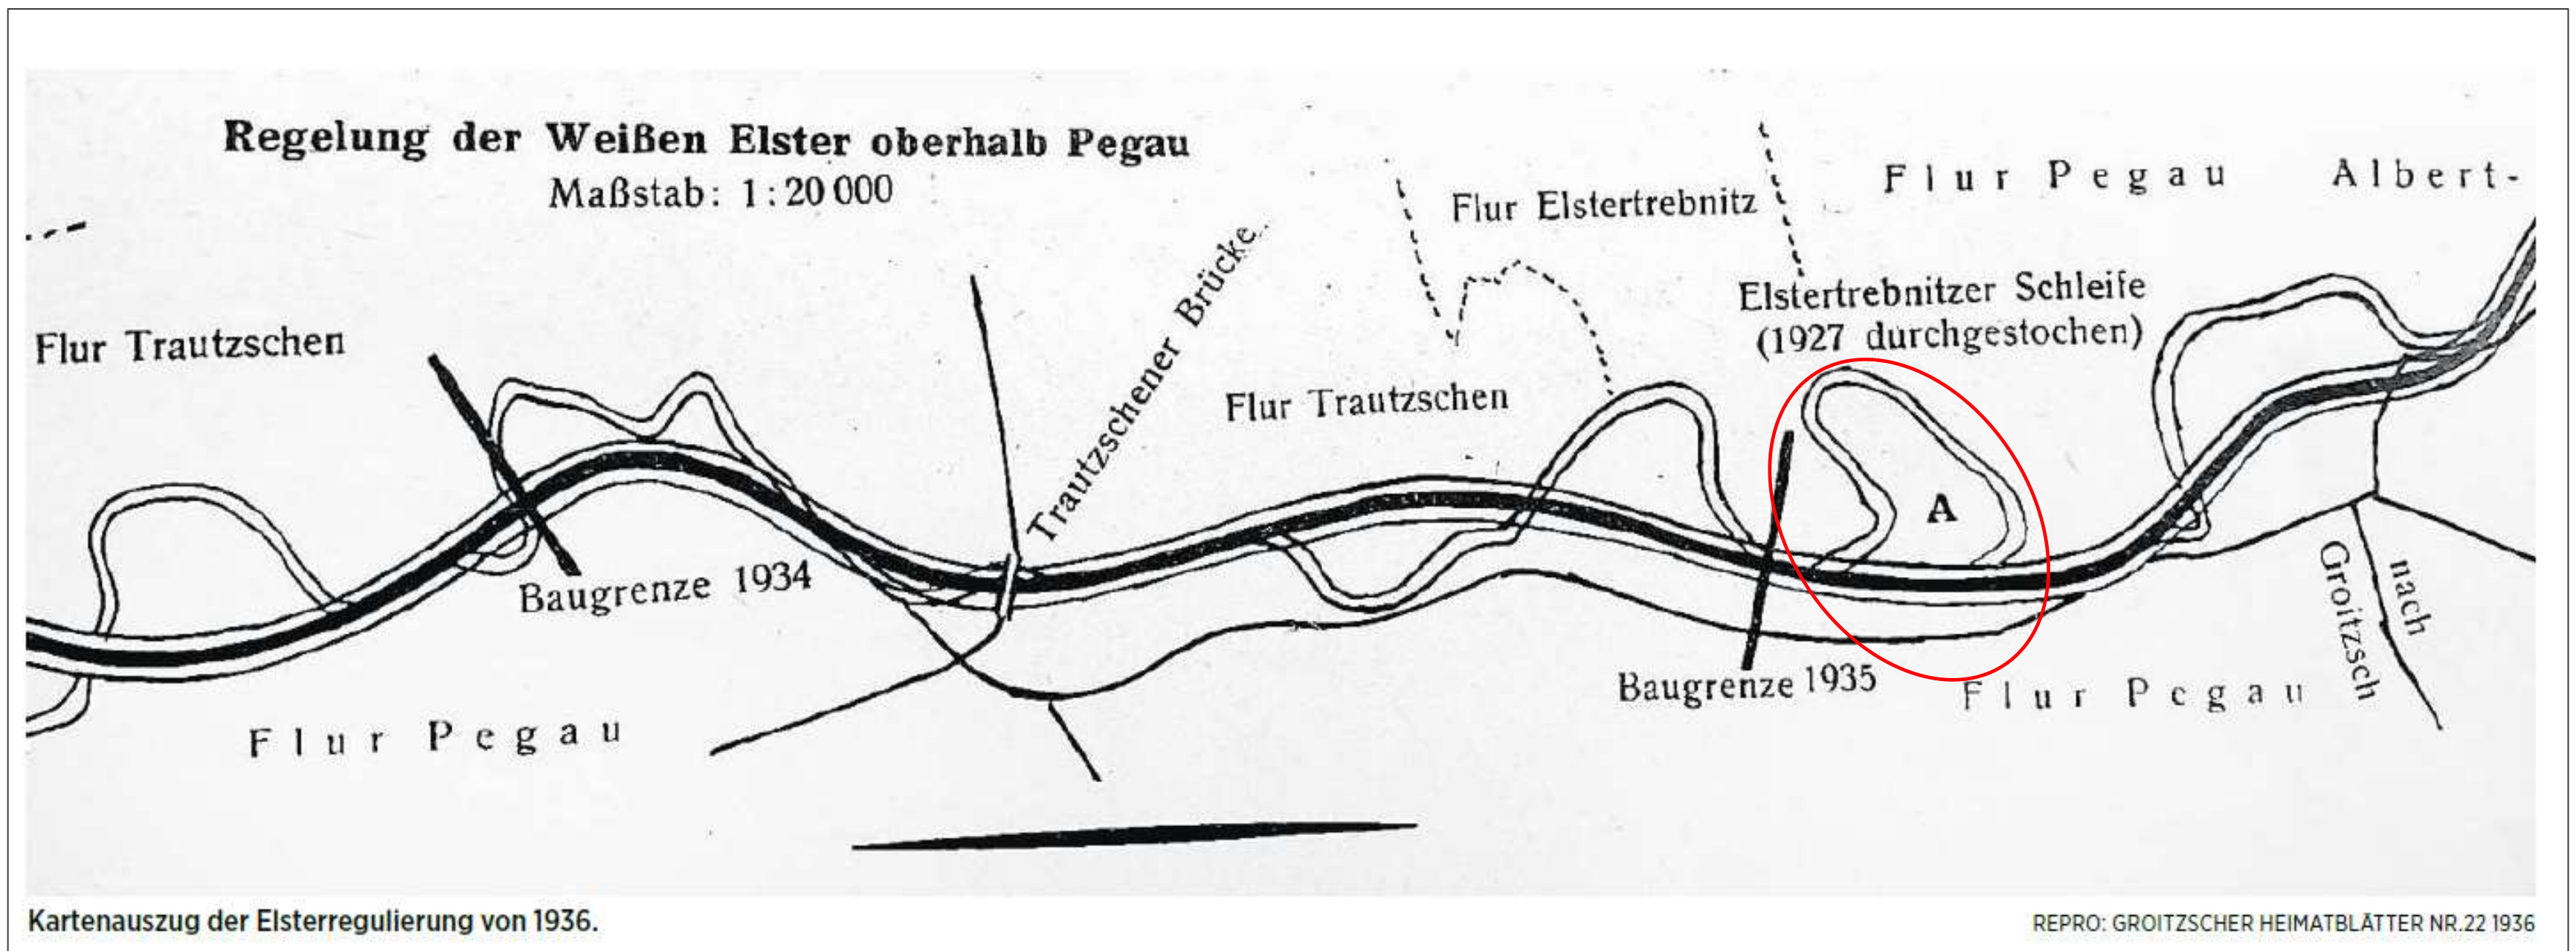 Regelung der Weißen Elster oberhalb Pegau
Maßstab: 1:20 000
Flur Trautzschen
Baugrenze 1934
Flur Pegau
Trautzschener Brücke
Flur Trautzschen
Flur Elstertrebnitz
Flur Pegau
Albert-
Elstertrebnitzer Schleife
(1927 durchgestochen)
A
Baugrenze 1935
Flur Pegau
nach
Groitzsch
Kartenauszug der Elsterregulierung von 1936.
REPRO: GROITZSCHER HEIMATBLÄTTER NR.22 1936